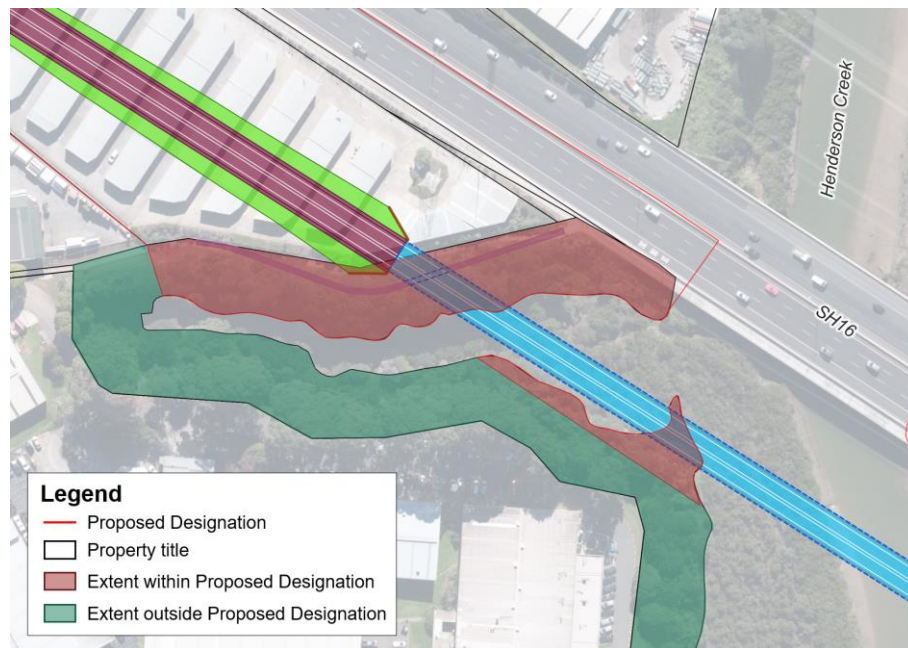 Henderson Creek
SH16
Legend
Proposed Designation
Property title
Extent within Proposed Designation
Extent outside Proposed Designation